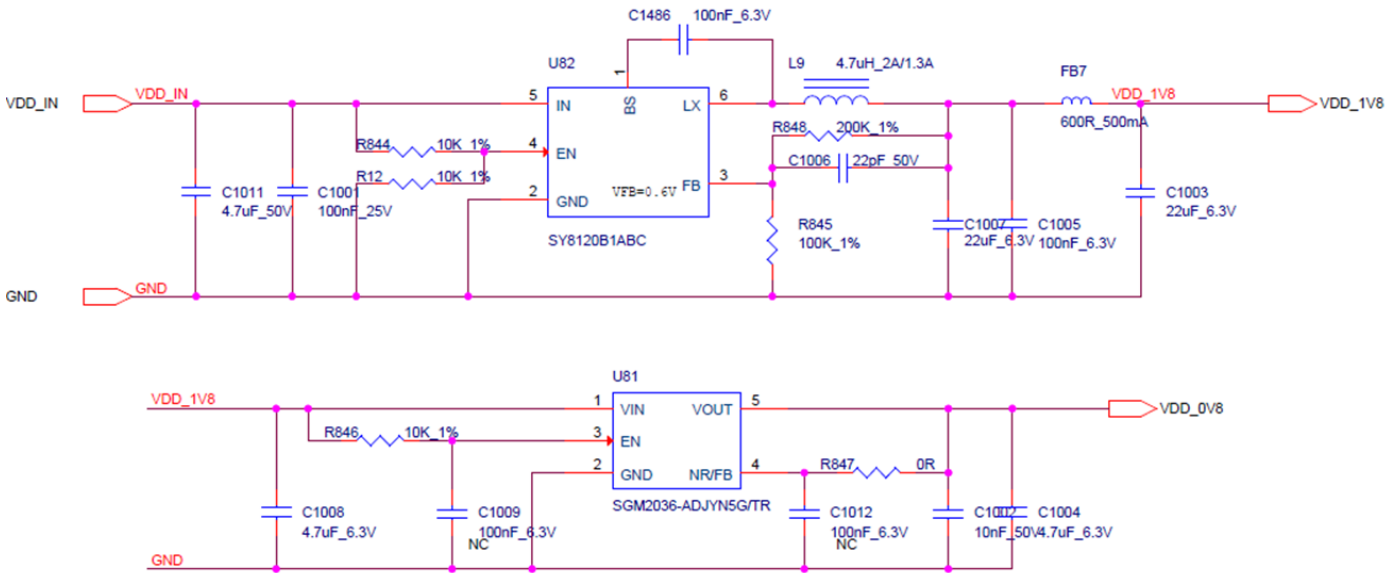 C1486 100nF_6.3V
U82
L9 4.7uH_2A/1.3A
FB7
VDD_IN VDD_IN 5 IN BS 1 LX 6 VDD_1V8 VDD_1V8
600R_500mA
R844 10K_1% 4 EN R848 200K_1%
R12 10K_1% C1006 22pF_50V
2 GND VFB=0.6V FB 3
C1011 C1001 C1003
4.7uF_50V 100nF_25V 22uF_6.3V
SY8120B1ABC R845 C1007 C1005
100K_1% 22uF_6.3V 100nF_6.3V
GND GND
U81
VDD_1V8 1 VIN VOUT 5 VDD_0V8
R846 10K_1% 3 EN
2 GND NR/FB 4 R847 0R
SGM2036-ADJYN5G/TR
C1008 C1009 C1012 C1002 C1004
4.7uF_6.3V 100nF_6.3V 100nF_6.3V 10nF_50V 4.7uF_6.3V
NC NC
GND